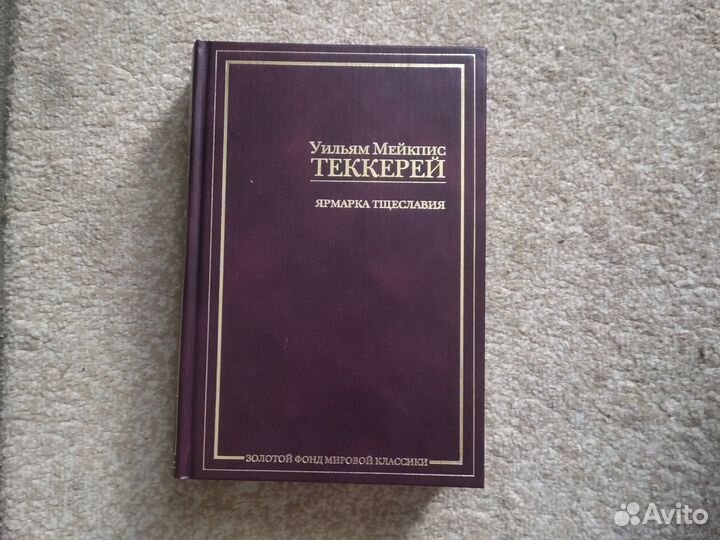 Уильям Мейкпис
ТЕККЕРЕЙ
ЯРМАРКА ТЩЕСЛАВИЯ
ЗОЛОТОЙ ФОНД МИРОВОЙ КЛАССИКИ
Avito